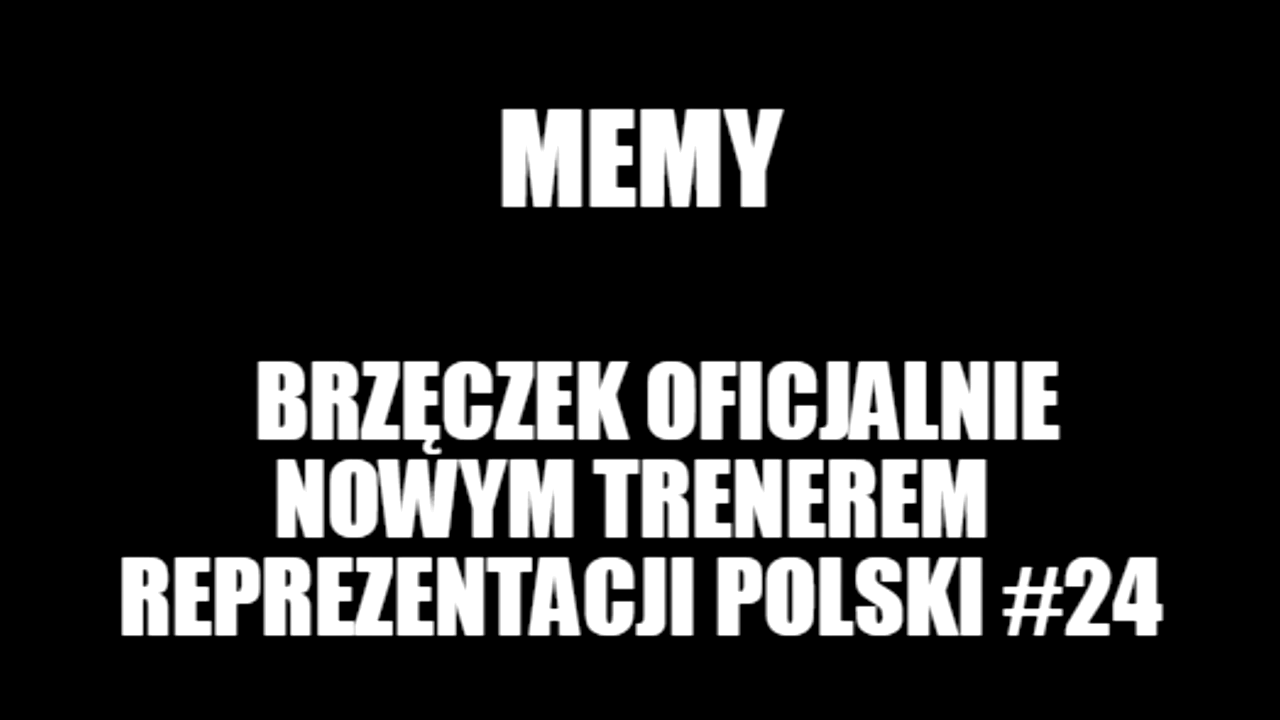 MEMY
BRZĘCZEK OFICJALNIE
NOWYM TRENEREM
REPREZENTACJI POLSKI #24